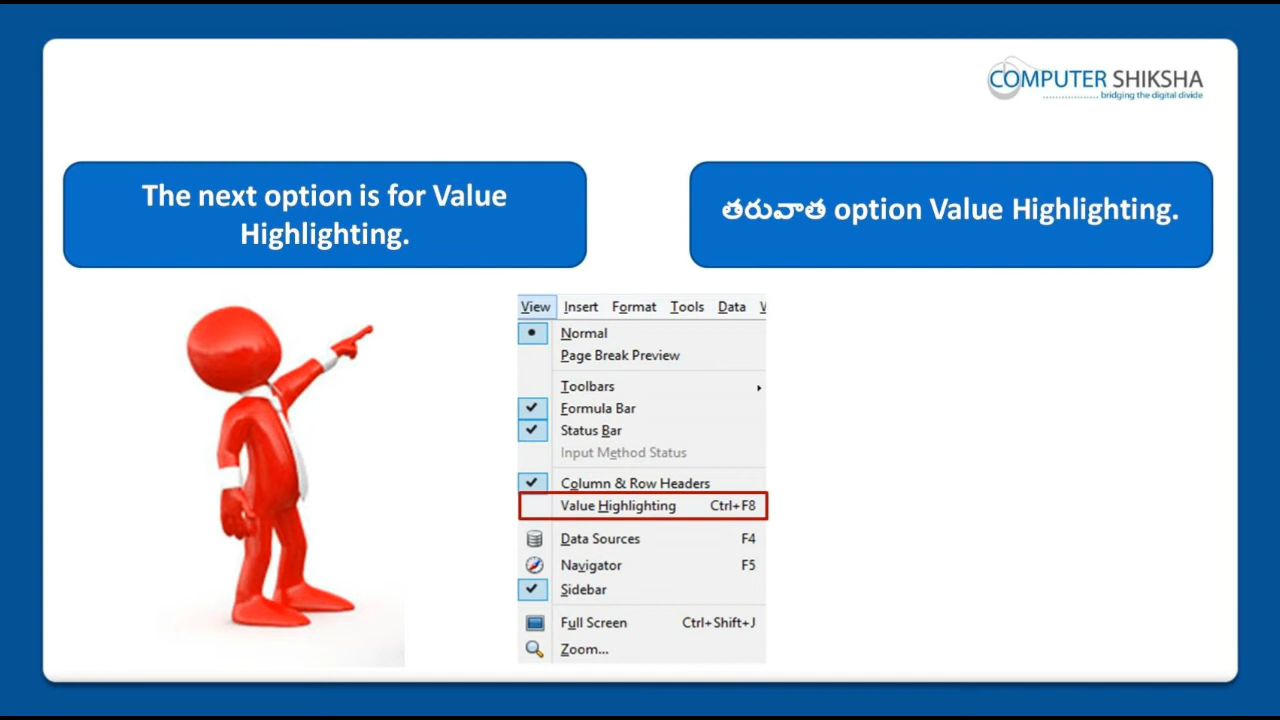 COMPUTER SHIKSHA
bridging the digital divide
The next option is for Value
Highlighting.
తరువాత option Value Highlighting.
View Insert Format Tools Data
Normal
Page Break Preview
Toolbars
Formula Bar
Status Bar
Input Method Status
Column & Row Headers
Value Highlighting Ctrl+F8
Data Sources F4
Navigator F5
Sidebar
Full Screen Ctrl+Shift+J
Zoom...